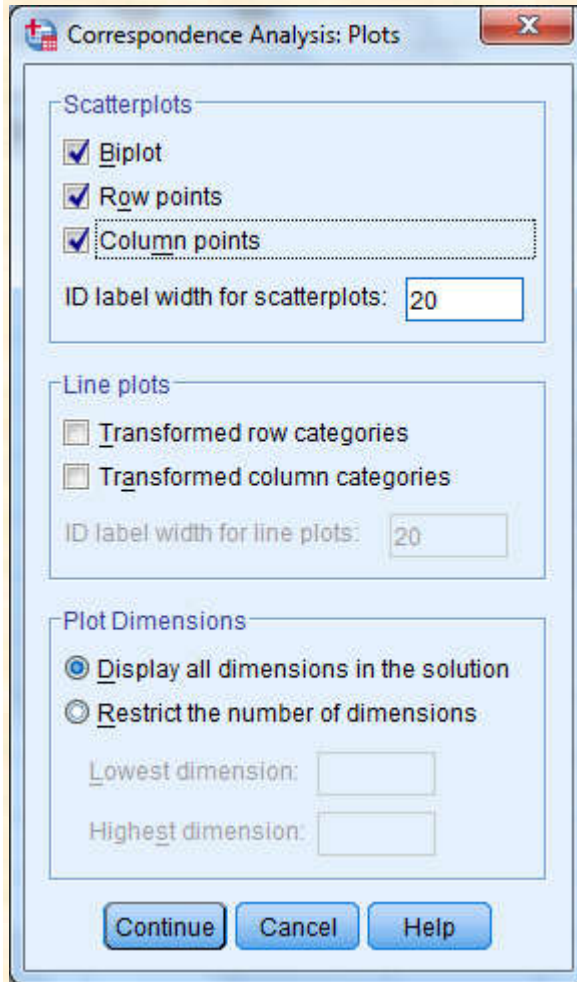 Correspondence Analysis: Plots
Scatterplots
Biplot
Row points
Column points
ID label width for scatterplots: 20
Line plots
Transformed row categories
Transformed column categories
ID label width for line plots: 20
Plot Dimensions
Display all dimensions in the solution
Restrict the number of dimensions
Lowest dimension:
Highest dimension:
Continue Cancel Help